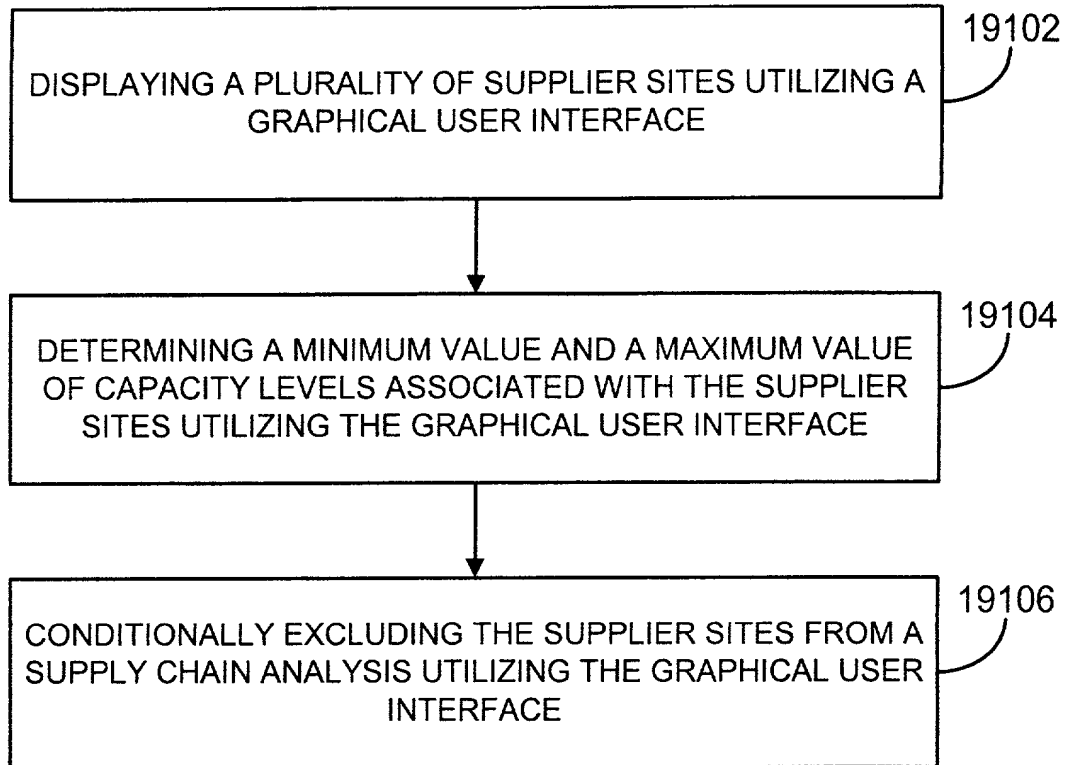 19102
DISPLAYING A PLURALITY OF SUPPLIER SITES UTILIZING A
GRAPHICAL USER INTERFACE
19104
DETERMINING A MINIMUM VALUE AND A MAXIMUM VALUE
OF CAPACITY LEVELS ASSOCIATED WITH THE SUPPLIER
SITES UTILIZING THE GRAPHICAL USER INTERFACE
19106
CONDITIONALLY EXCLUDING THE SUPPLIER SITES FROM A
SUPPLY CHAIN ANALYSIS UTILIZING THE GRAPHICAL USER
INTERFACE